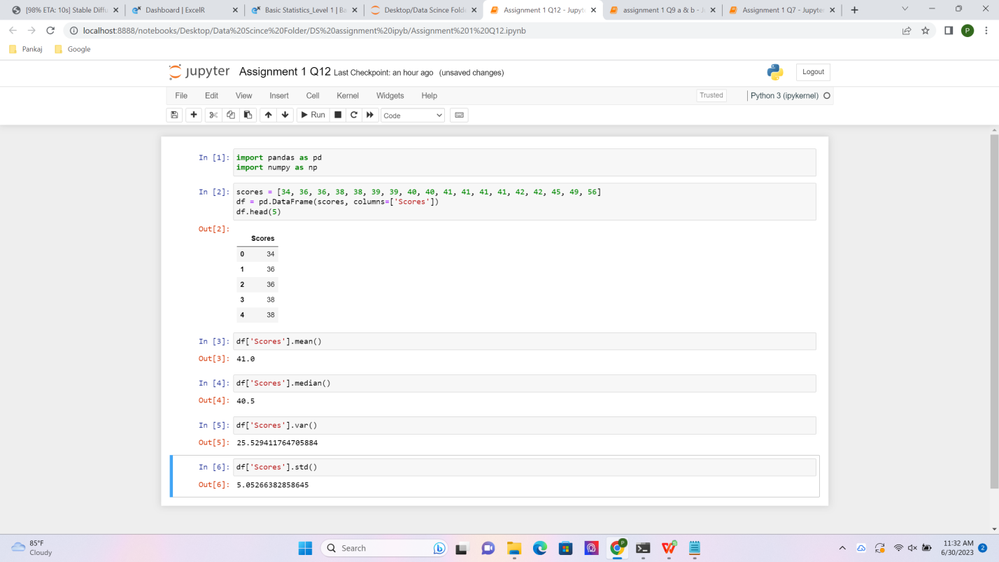 [98% ETA: 10s] Stable Diffu
Dashboard | ExcelR
Basic Statistics_Level 1 | Ba
Desktop/Data Scince Folde
Assignment 1 Q12 - Jupyte
assignment 1 Q9 a & b - Ju
Assignment 1 Q7 - Jupyter
localhost:8888/notebooks/Desktop/Data%20Scince%20Folder/DS%20assignment%20ipyb/Assignment%201%20Q12.ipynb
P
Pankaj
Google
jupyter Assignment 1 Q12 Last Checkpoint: an hour ago (unsaved changes)
Logout
File Edit View Insert Cell Kernel Widgets Help
Trusted
Python 3 (ipykernel)
Run
Code
In [1]: import pandas as pd
import numpy as np
In [2]: scores = [34, 36, 36, 38, 38, 39, 39, 40, 40, 41, 41, 41, 41, 42, 42, 45, 49, 56]
df = pd.DataFrame(scores, columns=['Scores'])
df.head(5)
Out[2]:
Scores
0 34
1 36
2 36
3 38
4 38
In [3]: df['Scores'].mean()
Out[3]: 41.0
In [4]: df['Scores'].median()
Out[4]: 40.5
In [5]: df['Scores'].var()
Out[5]: 25.529411764705884
In [6]: df['Scores'].std()
Out[6]: 5.05266382858645
85°F
Cloudy
Search
P
11:32 AM
6/30/2023
2